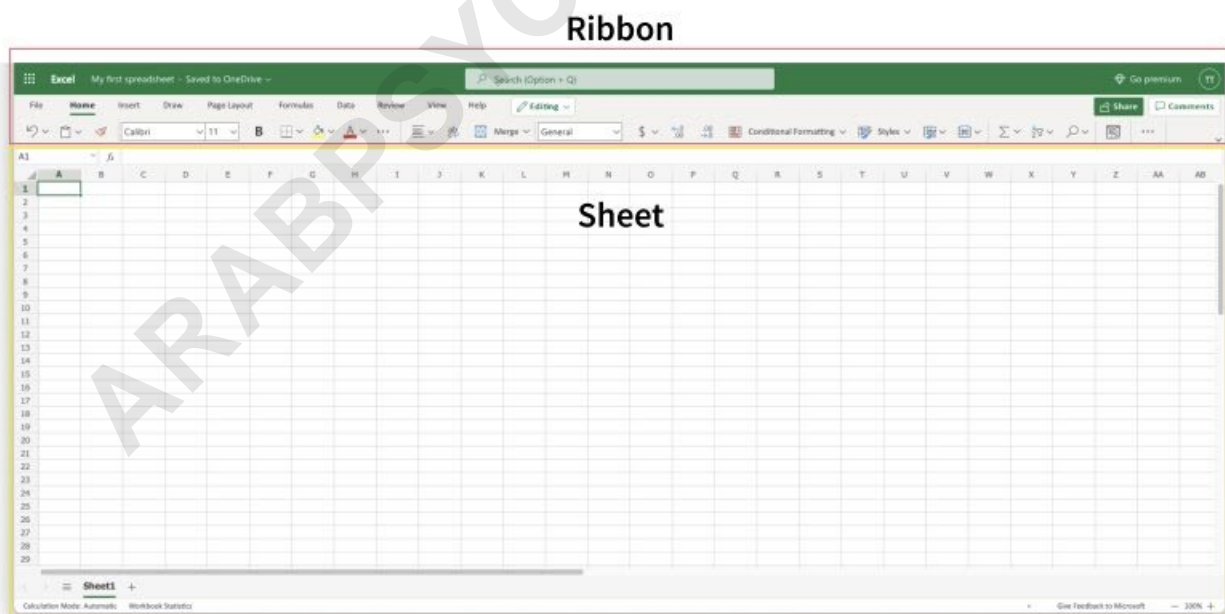 Ribbon
Excel My first spreadsheet - Saved to OneDrive
Search (Option + Q)
Go premium
File Home Insert Draw Page Layout Formulas Data Review View Help Editing Share Comments
Calibri 11 B A Merge General $ Conditional Formatting Styles
A1 fx
A B C D E F G H I J K L M N O P Q R S T U V W X Y Z AA AB
1
2
Sheet
3
4
5
6
7
8
9
10
11
12
13
14
15
16
17
18
19
20
21
22
23
24
25
26
27
28
29
Sheet1 +
Calculation Mode: Automatic Workbook Statistics Give Feedback to Microsoft 100%